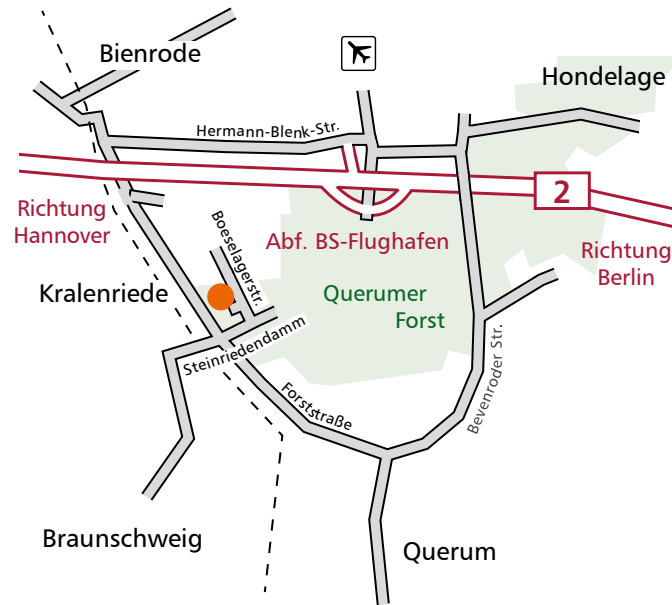 Bienrode
Hondelage
Hermann-Blenk-Str.
2
Richtung
Hannover
Boeselagerstr.
Abf. BS-Flughafen
Richtung
Berlin
Kralenriede
Querumer
Forst
Steinriedendamm
Bevenroder Str.
Forststraße
Braunschweig
Querum